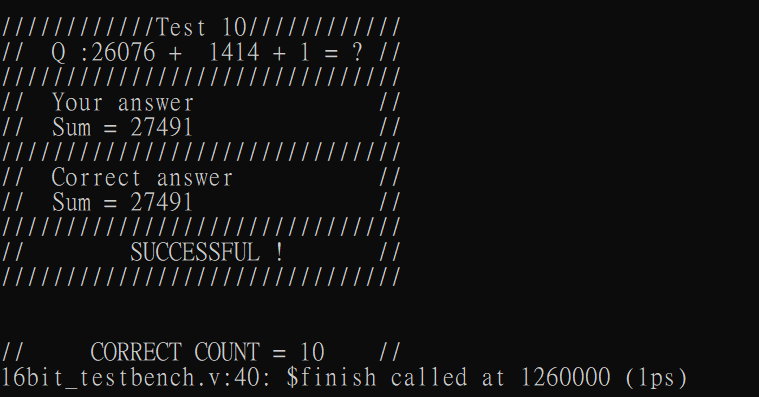 ////////////Test 10////////////
//  Q :26076 +  1414 + 1 = ? //
///////////////////////////////
//  Your answer              //
//  Sum = 27491              //
///////////////////////////////
//  Correct answer           //
//  Sum = 27491              //
///////////////////////////////
//        SUCCESSFUL !       //
///////////////////////////////
//     CORRECT COUNT = 10    //
16bit_testbench.v:40: $finish called at 1260000 (1ps)